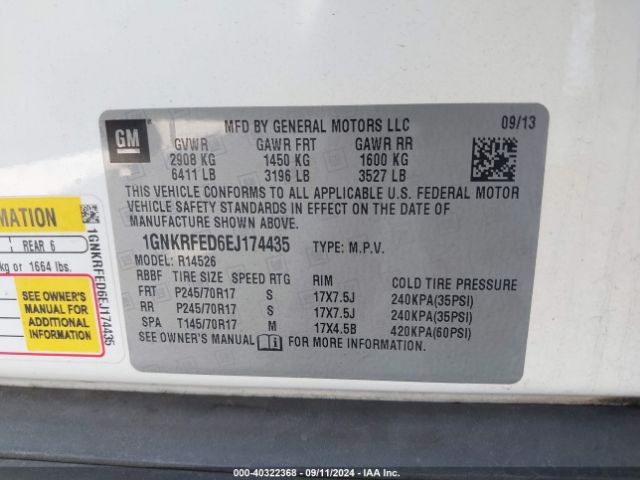 GM
MFD BY GENERAL MOTORS LLC 09/13
GVWR GAWR FRT GAWR RR
2908 KG 1450 KG 1600 KG
6411 LB 3196 LB 3527 LB
THIS VEHICLE CONFORMS TO ALL APPLICABLE U.S. FEDERAL MOTOR
VEHICLE SAFETY STANDARDS IN EFFECT ON THE DATE OF
MANUFACTURE SHOWN ABOVE.
1GNKRFED6EJ174435 TYPE: M.P.V.
MODEL: R14526
RBBF TIRE SIZE SPEED RTG RIM COLD TIRE PRESSURE
FRT P245/70R17 S 17X7.5J 240KPA(35PSI)
RR P245/70R17 S 17X7.5J 240KPA(35PSI)
SPA T145/70R17 M 17X4.5B 420KPA(60PSI)
SEE OWNER'S MANUAL i FOR MORE INFORMATION.
REAR 6
kg or 1664 lbs.
SEE OWNER'S
MANUAL FOR
ADDITIONAL
INFORMATION
1GNKRFED6EJ174435
000-40322368 - 09/11/2024 - IAA Inc.